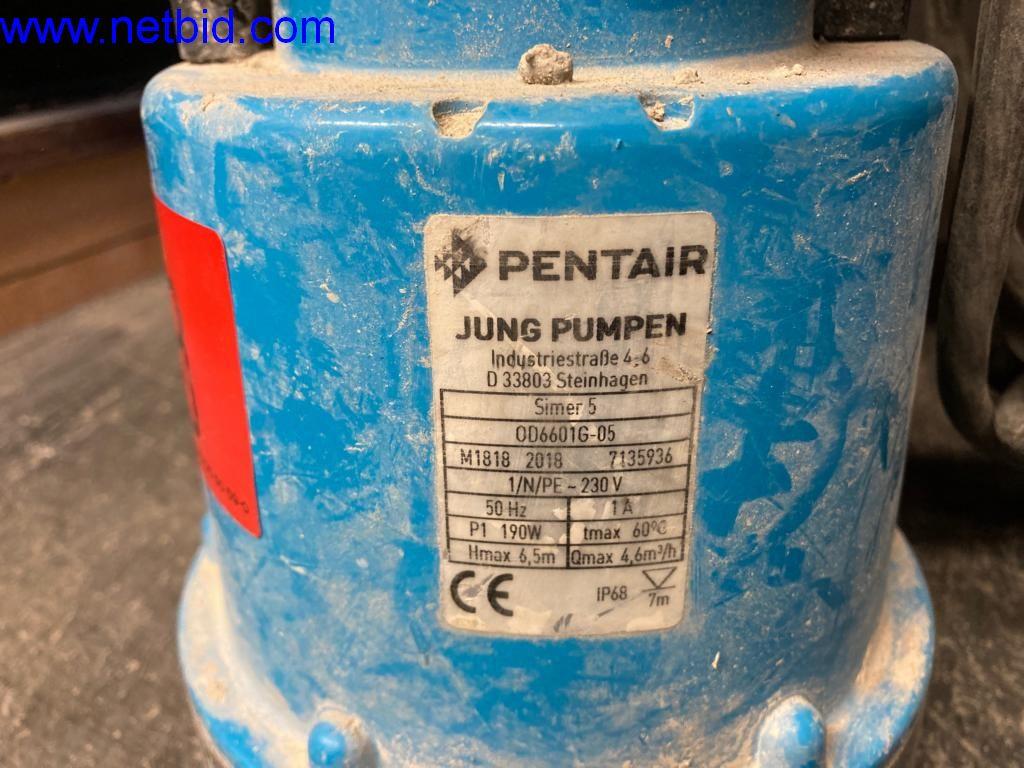 www.netbid.com
PENTAIR
JUNG PUMPEN
Industriestraße 4-6
D 33803 Steinhagen
Simer 5
OD6601G-05
M1818 2018 7135936
1/N/PE ~ 230 V
50 Hz 1 A
P1 190W tmax 60°C
Hmax 6,5m Qmax 4,6m³/h
CE IP68 7m